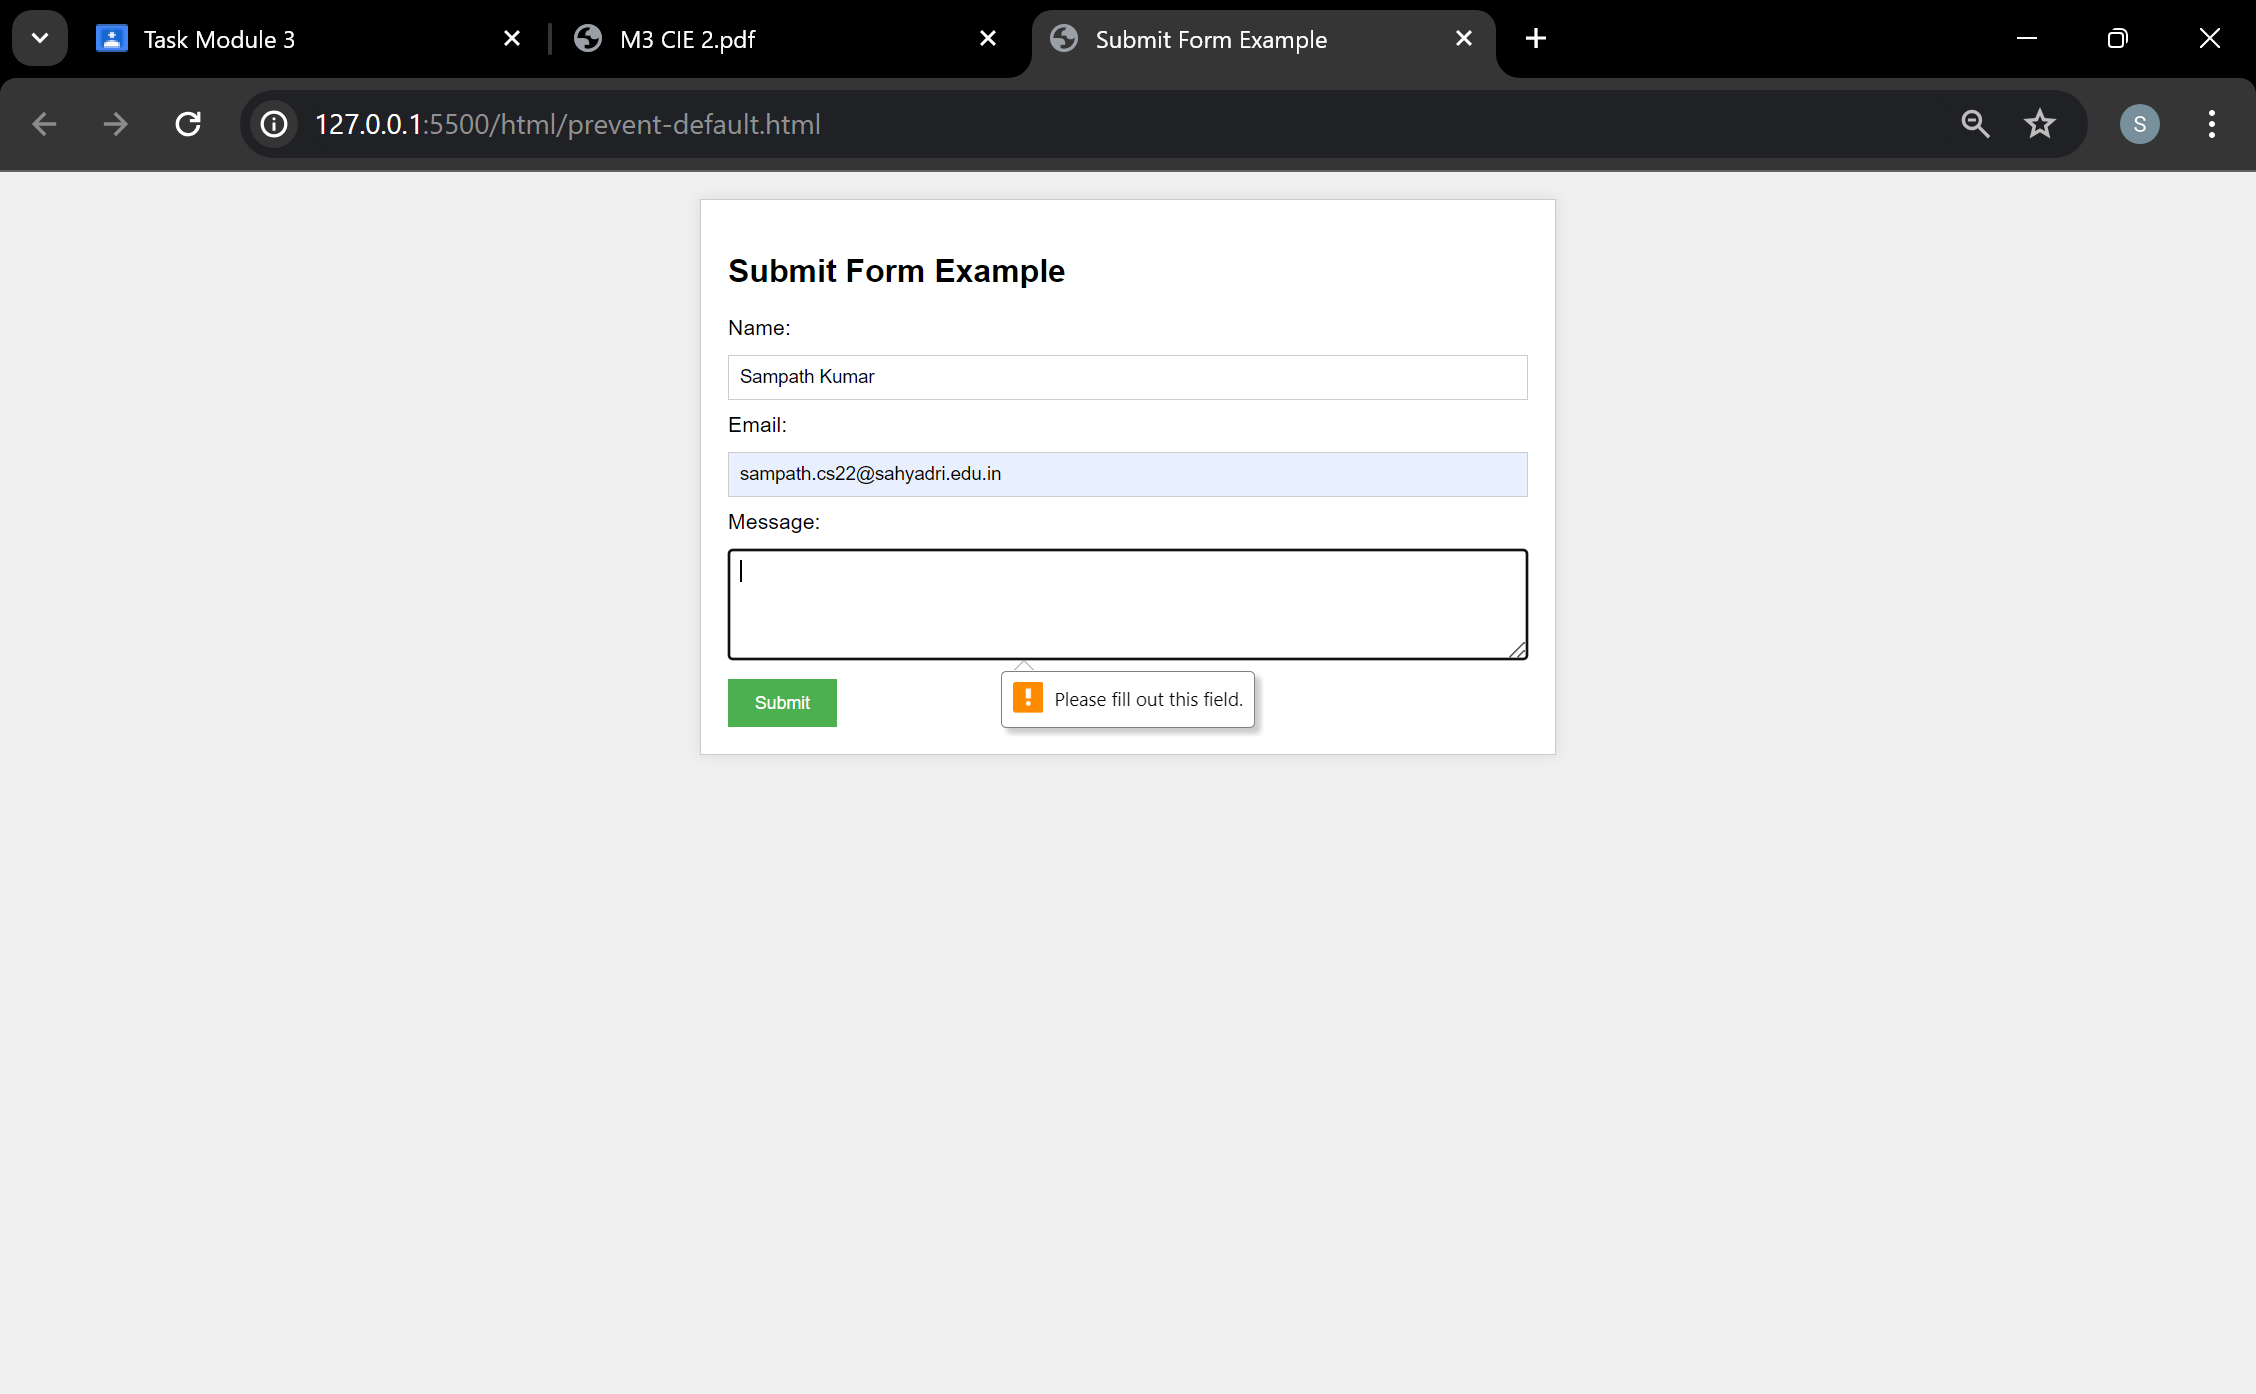 Task Module 3
M3 CIE 2.pdf
Submit Form Example
127.0.0.1:5500/html/prevent-default.html
S
Submit Form Example
Name:
Sampath Kumar
Email:
sampath.cs22@sahyadri.edu.in
Message:
Submit
Please fill out this field.